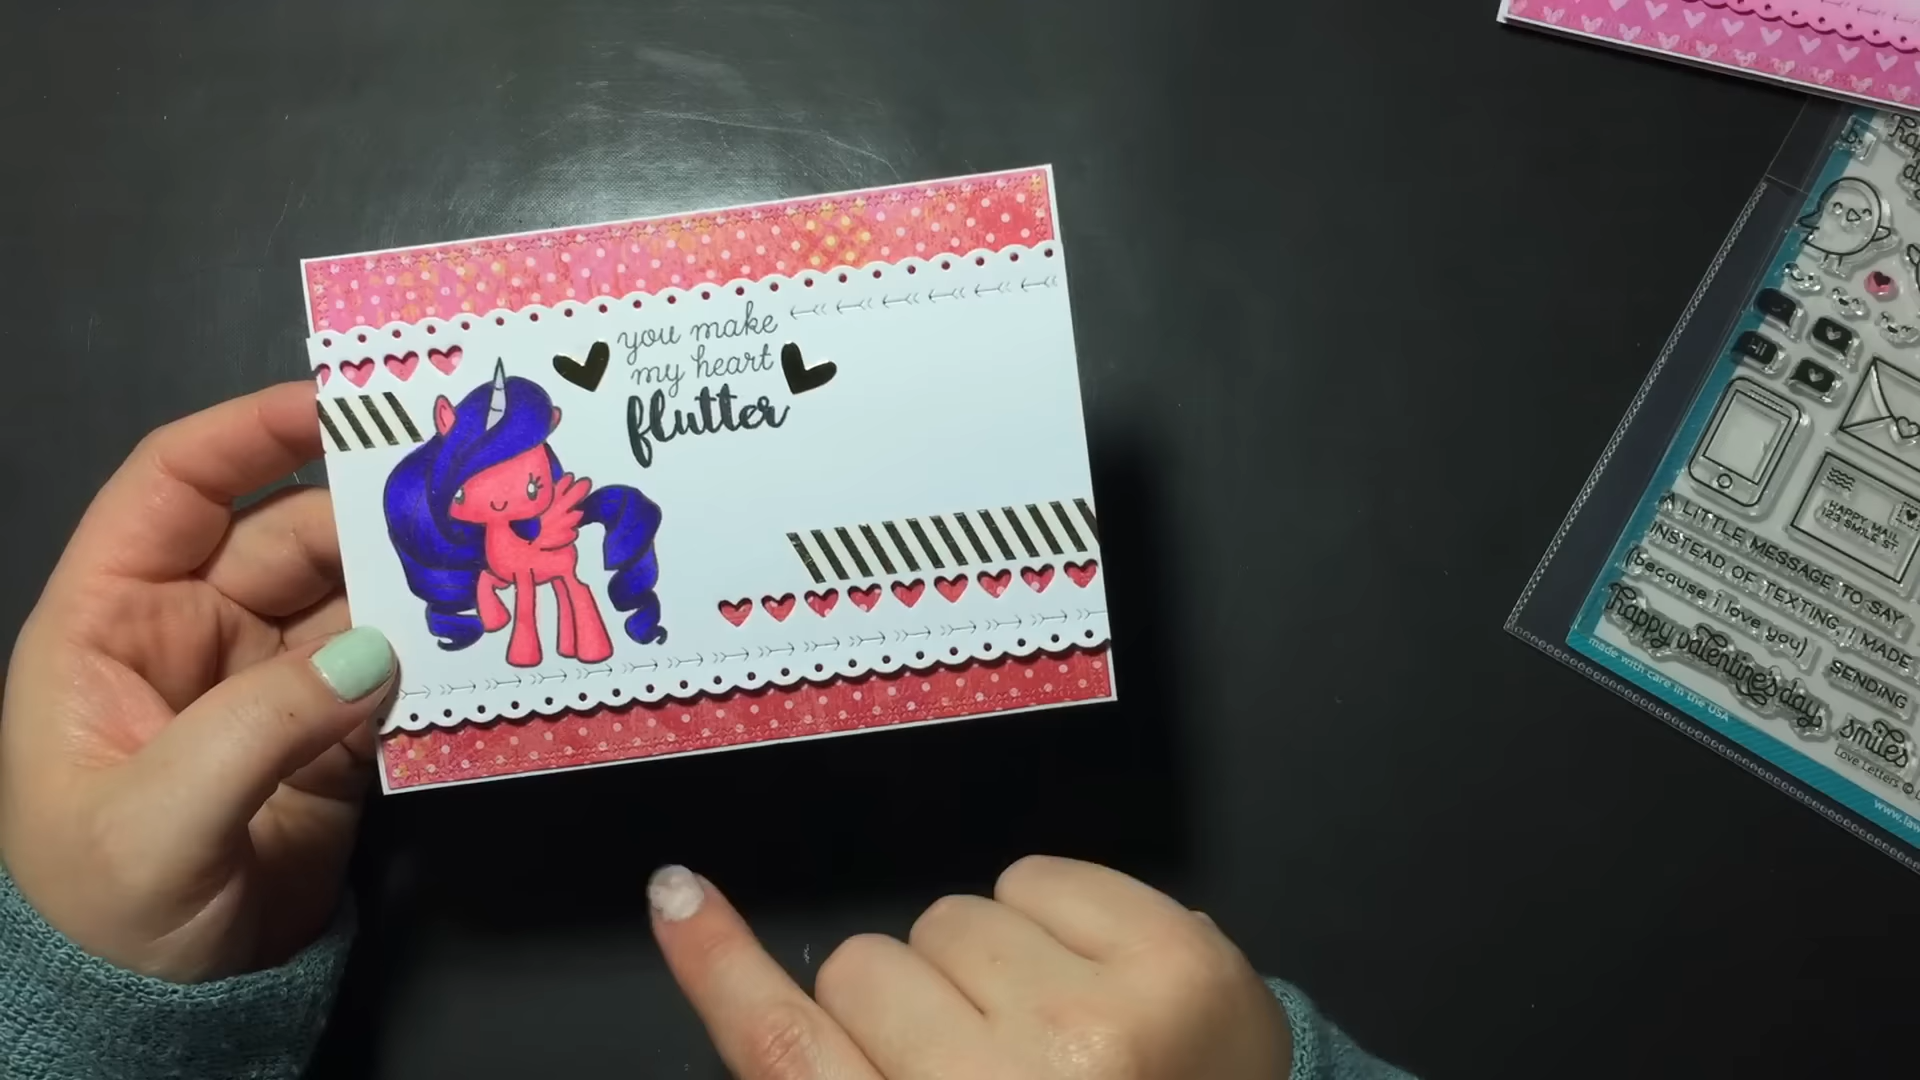 you make
my heart
flutter
HI
HAPPY MAIL
123 SMILE ST.
A LITTLE MESSAGE TO SAY
INSTEAD OF TEXTING, I MADE
(because i love you)
SENDING
happy valentine's day
smiles
Love Letters ©
made with care in the USA